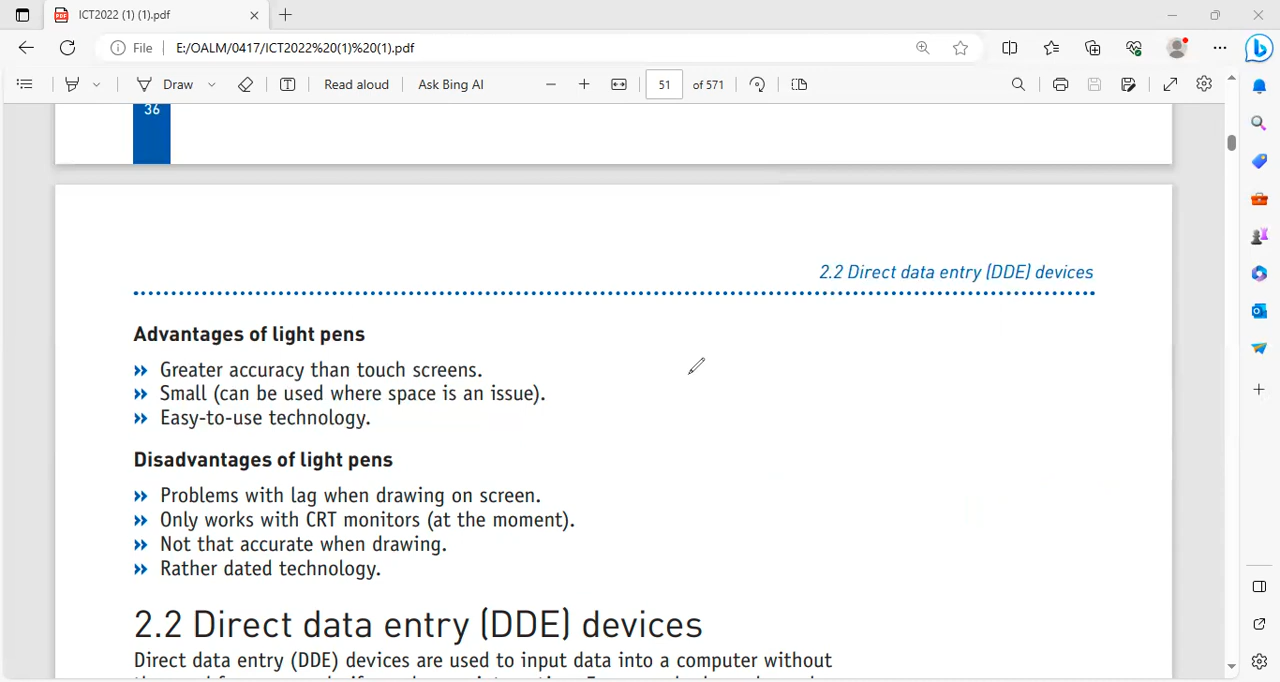 ICT2022 (1) (1).pdf
File
E:/OALM/0417/ICT2022%20(1)%20(1).pdf
Draw
Read aloud
Ask Bing AI
51
of 571
36
2.2 Direct data entry (DDE) devices
Advantages of light pens
» Greater accuracy than touch screens.
» Small (can be used where space is an issue).
» Easy-to-use technology.
Disadvantages of light pens
» Problems with lag when drawing on screen.
» Only works with CRT monitors (at the moment).
» Not that accurate when drawing.
» Rather dated technology.
2.2 Direct data entry (DDE) devices
Direct data entry (DDE) devices are used to input data into a computer without